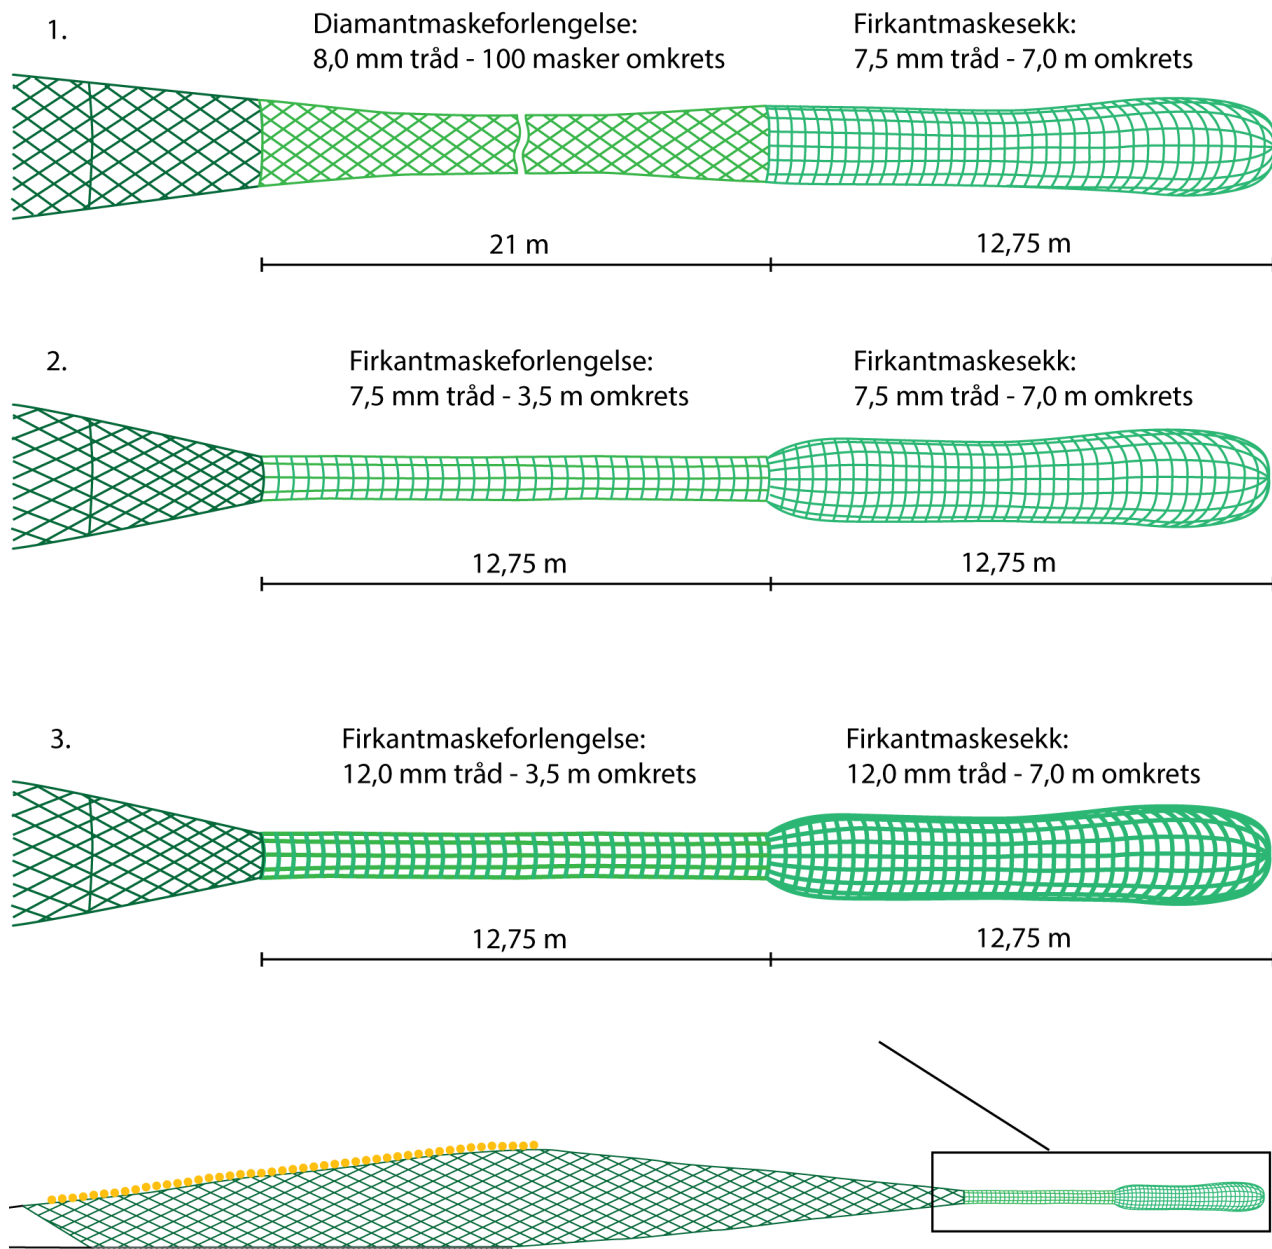 1.
Diamantmaskeforlengelse:
8,0 mm tråd - 100 masker omkrets
Firkantmaskesekk:
7,5 mm tråd - 7,0 m omkrets
21 m
12,75 m
2.
Firkantmaskeforlengelse:
7,5 mm tråd - 3,5 m omkrets
Firkantmaskesekk:
7,5 mm tråd - 7,0 m omkrets
12,75 m
12,75 m
3.
Firkantmaskeforlengelse:
12,0 mm tråd - 3,5 m omkrets
Firkantmaskesekk:
12,0 mm tråd - 7,0 m omkrets
12,75 m
12,75 m